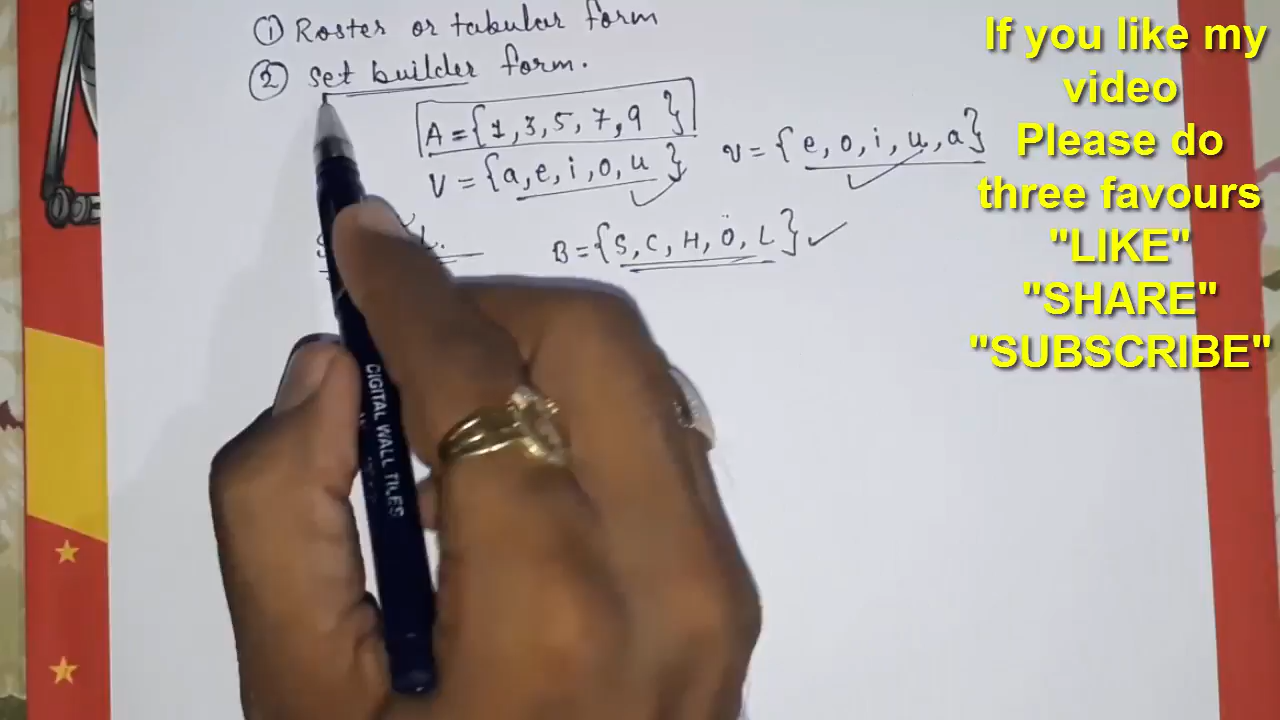 ① Roster or tabular form
② Set builder form.
A = {1, 3, 5, 7, 9 }
V = {a, e, i, o, u }
V = { e, o, i, u, a }
B = {S, C, H, O, L }
CIGITAL WALL TILES
If you like my
video
Please do
three favours
"LIKE"
"SHARE"
"SUBSCRIBE"